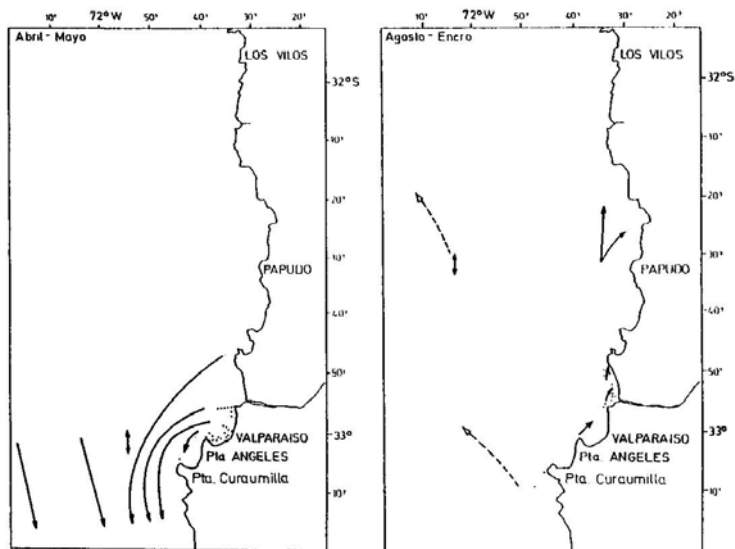 10' 72°W 50' 40' 30' 20'
Abril - Mayo
LOS VILOS
32°S
10'
20'
30'
PAPUDO
40'
50'
33°
VALPARAISO
Pta ANGELES
Pta. Curaumilla
10'
10' 72°W 50' 40' 30' 20'
Agosto - Enero
LOS VILOS
32°S
10'
20'
30'
PAPUDO
40'
50'
33°
VALPARAISO
Pta ANGELES
Pta. Curaumilla
10'